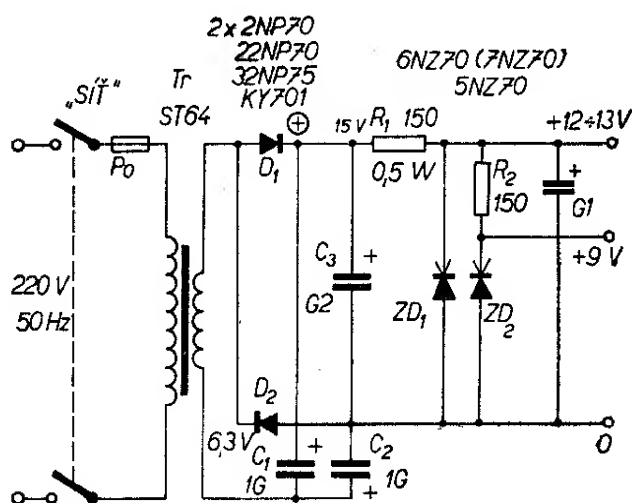 2 x 2NP70
22NP70
32NP75
KY701
6NZ70 (7NZ70)
5NZ70
„SÍŤ“
Tr
ST64
P₀
D₁
⊕
15 V
R₁ 150
0,5 W
+12÷13V
R₂
150
+
G1
+9 V
220 V
50 Hz
C₃
+
G2
ZD₁
ZD₂
D₂
6,3 V
C₁
+
1G
C₂
1G
+
0